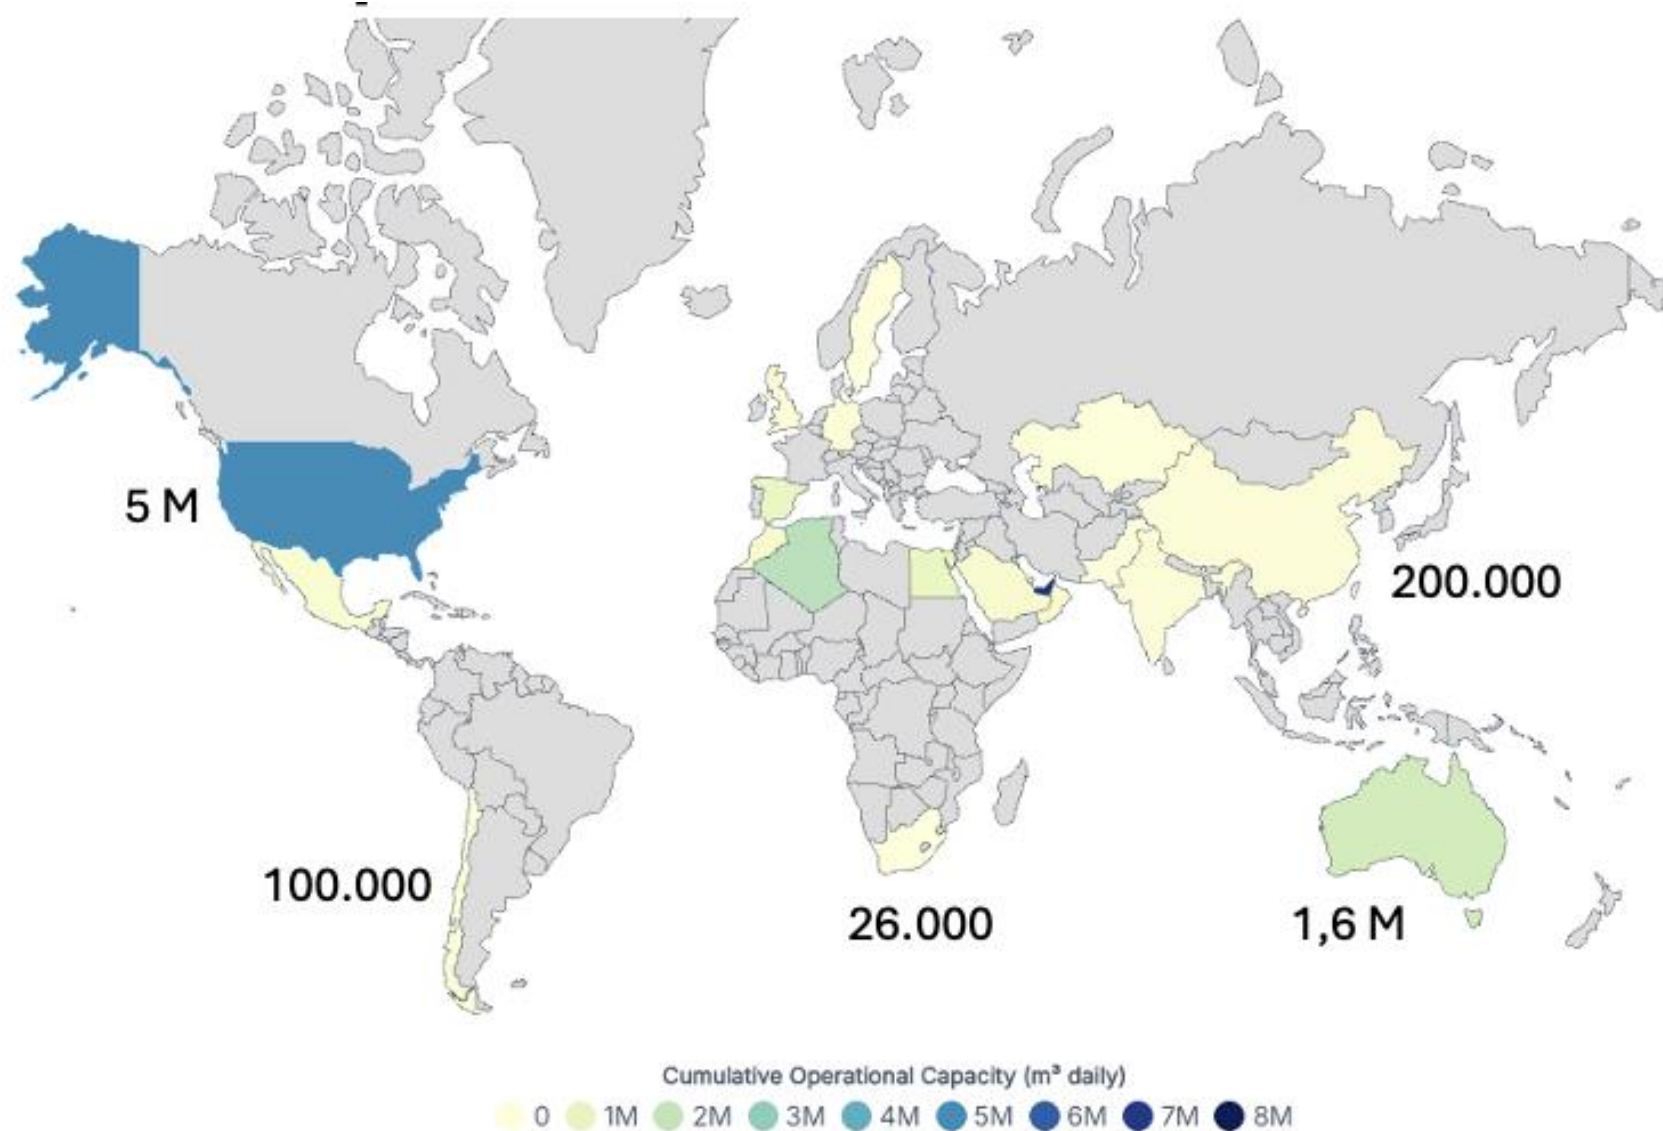 5 M
200.000
100.000
26.000
1,6 M
Cumulative Operational Capacity (m³ daily)
0 1M 2M 3M 4M 5M 6M 7M 8M